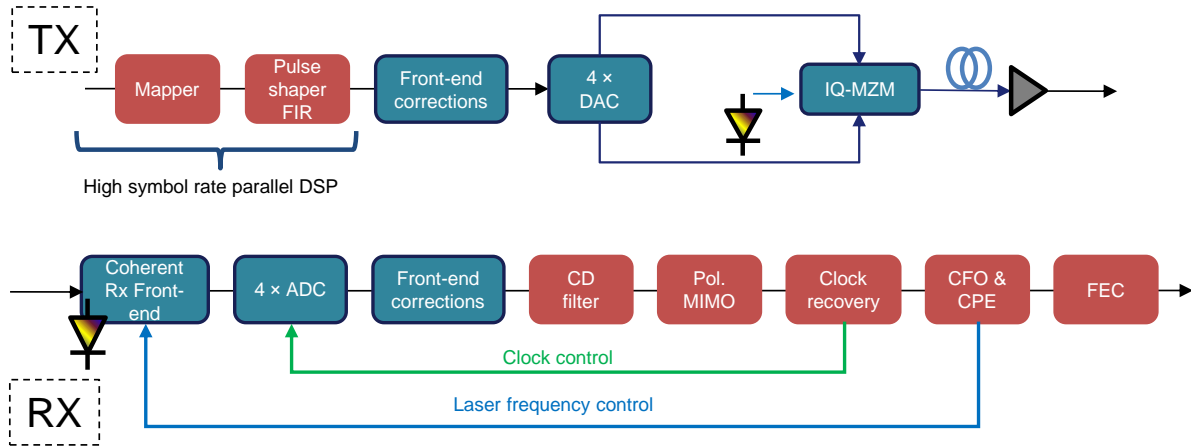 TX
Mapper
Pulse
shaper
FIR
Front-end
corrections
4 ×
DAC
IQ-MZM
High symbol rate parallel DSP
Coherent
Rx Front-
end
4 × ADC
Front-end
corrections
CD
filter
Pol.
MIMO
Clock
recovery
CFO &
CPE
FEC
Clock control
Laser frequency control
RX